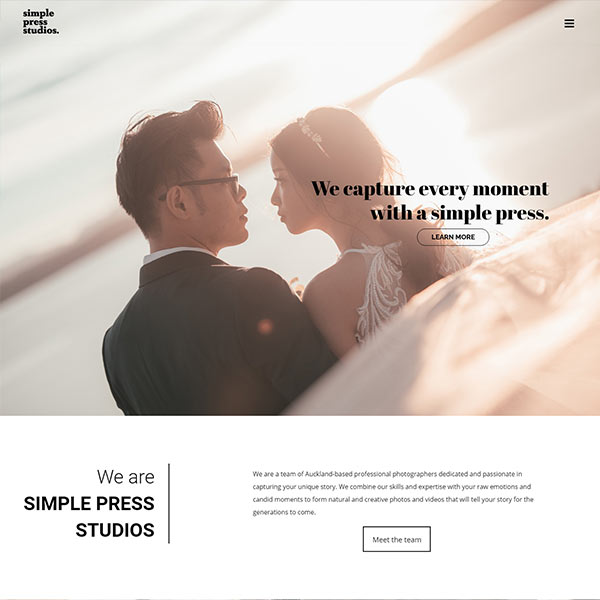 simple
press
studios.
We capture every moment
with a simple press.
LEARN MORE
We are
SIMPLE PRESS
STUDIOS
We are a team of Auckland-based professional photographers dedicated and passionate in
capturing your unique story. We combine our skills and expertise with your raw emotions and
candid moments to form natural and creative photos and videos that will tell your story for the
generations to come.
Meet the team